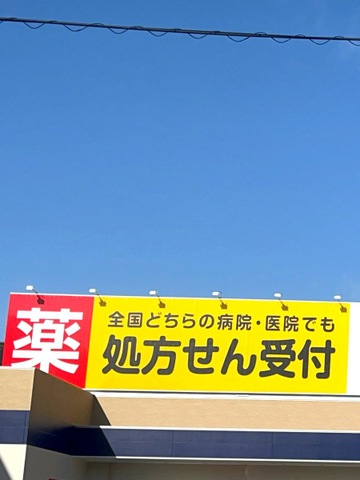 薬
全国どちらの病院・医院でも
処方せん受付